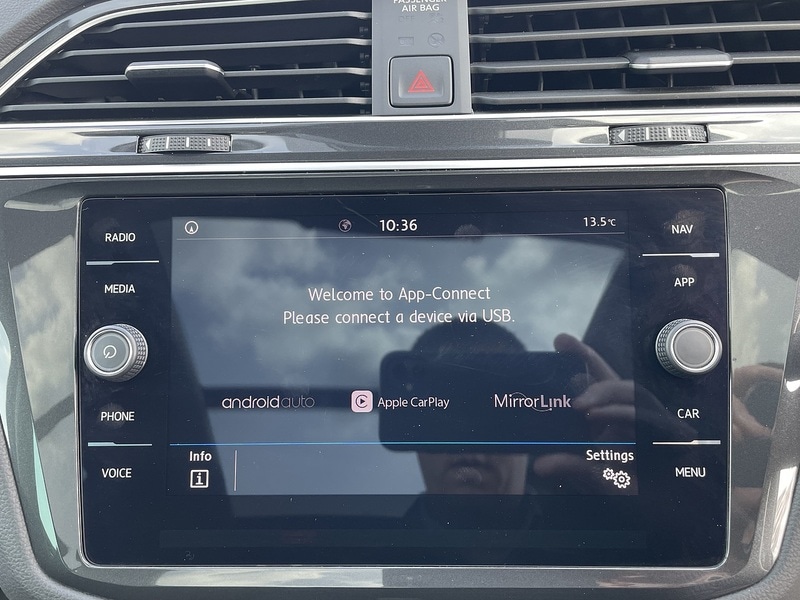 PASSENGER
AIR BAG
RADIO
MEDIA
PHONE
VOICE
10:36
13.5°C
Welcome to App-Connect
Please connect a device via USB.
androidauto
Apple CarPlay
MirrorLink
Info
i
Settings
NAV
APP
CAR
MENU